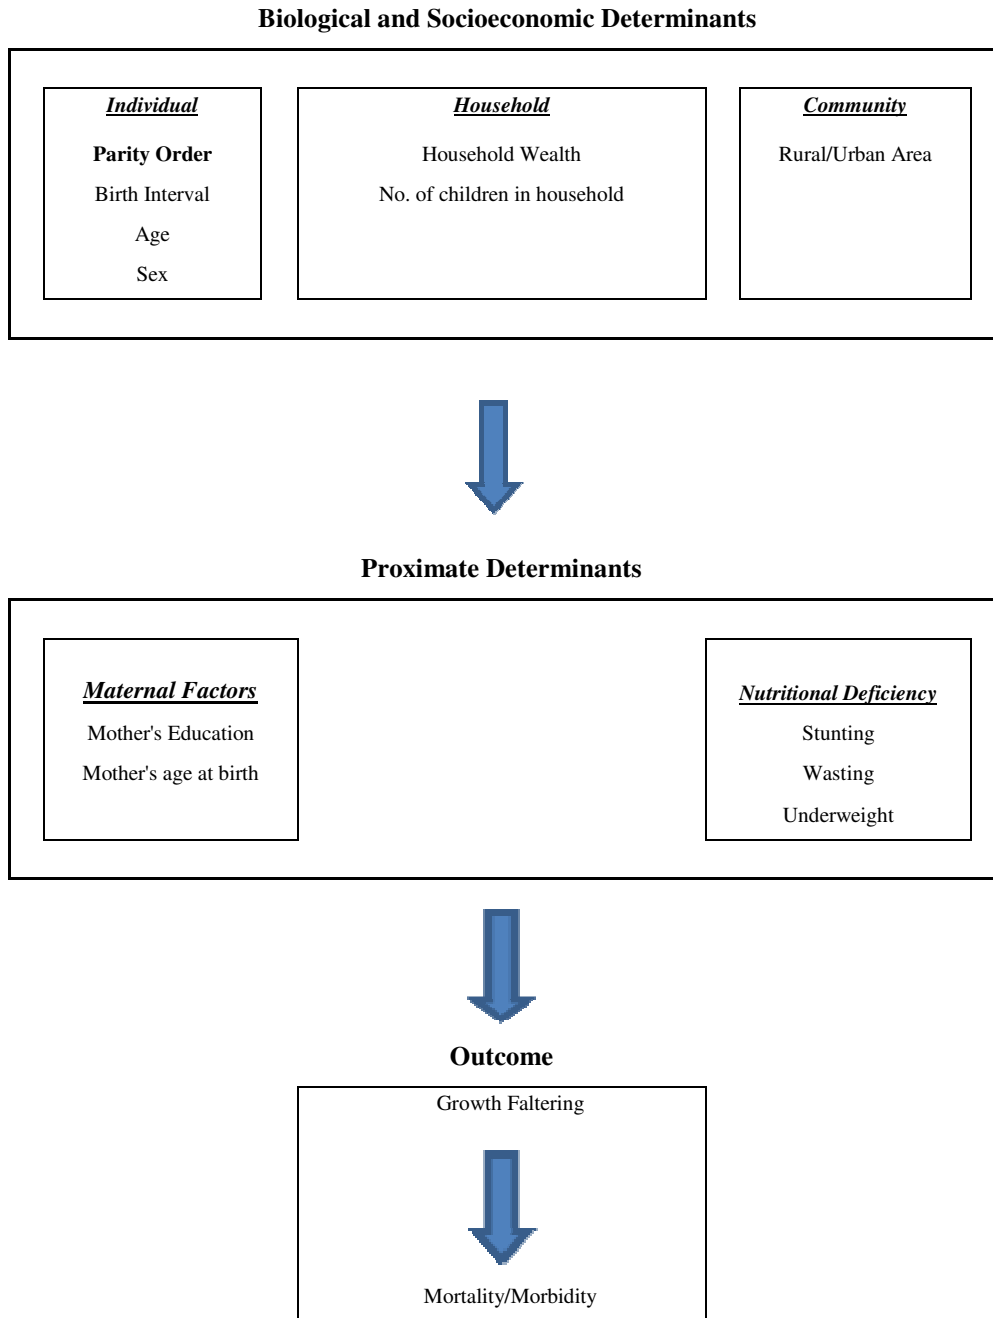 Biological and Socioeconomic Determinants
Individual
Parity Order
Birth Interval
Age
Sex
Household
Household Wealth
No. of children in household
Community
Rural/Urban Area
Proximate Determinants
Maternal Factors
Mother's Education
Mother's age at birth
Nutritional Deficiency
Stunting
Wasting
Underweight
Outcome
Growth Faltering
Mortality/Morbidity